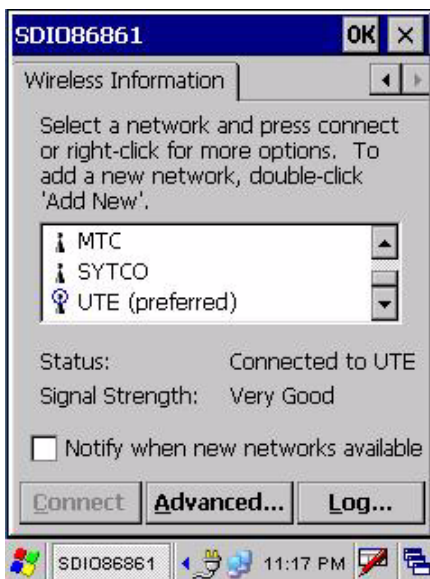 SDIO86861 OK
Wireless Information
Select a network and press connect
or right-click for more options. To
add a new network, double-click
'Add New'.
MTC
SYTCO
UTE (preferred)
Status: Connected to UTE
Signal Strength: Very Good
Notify when new networks available
Connect Advanced... Log...
SDIO86861 11:17 PM